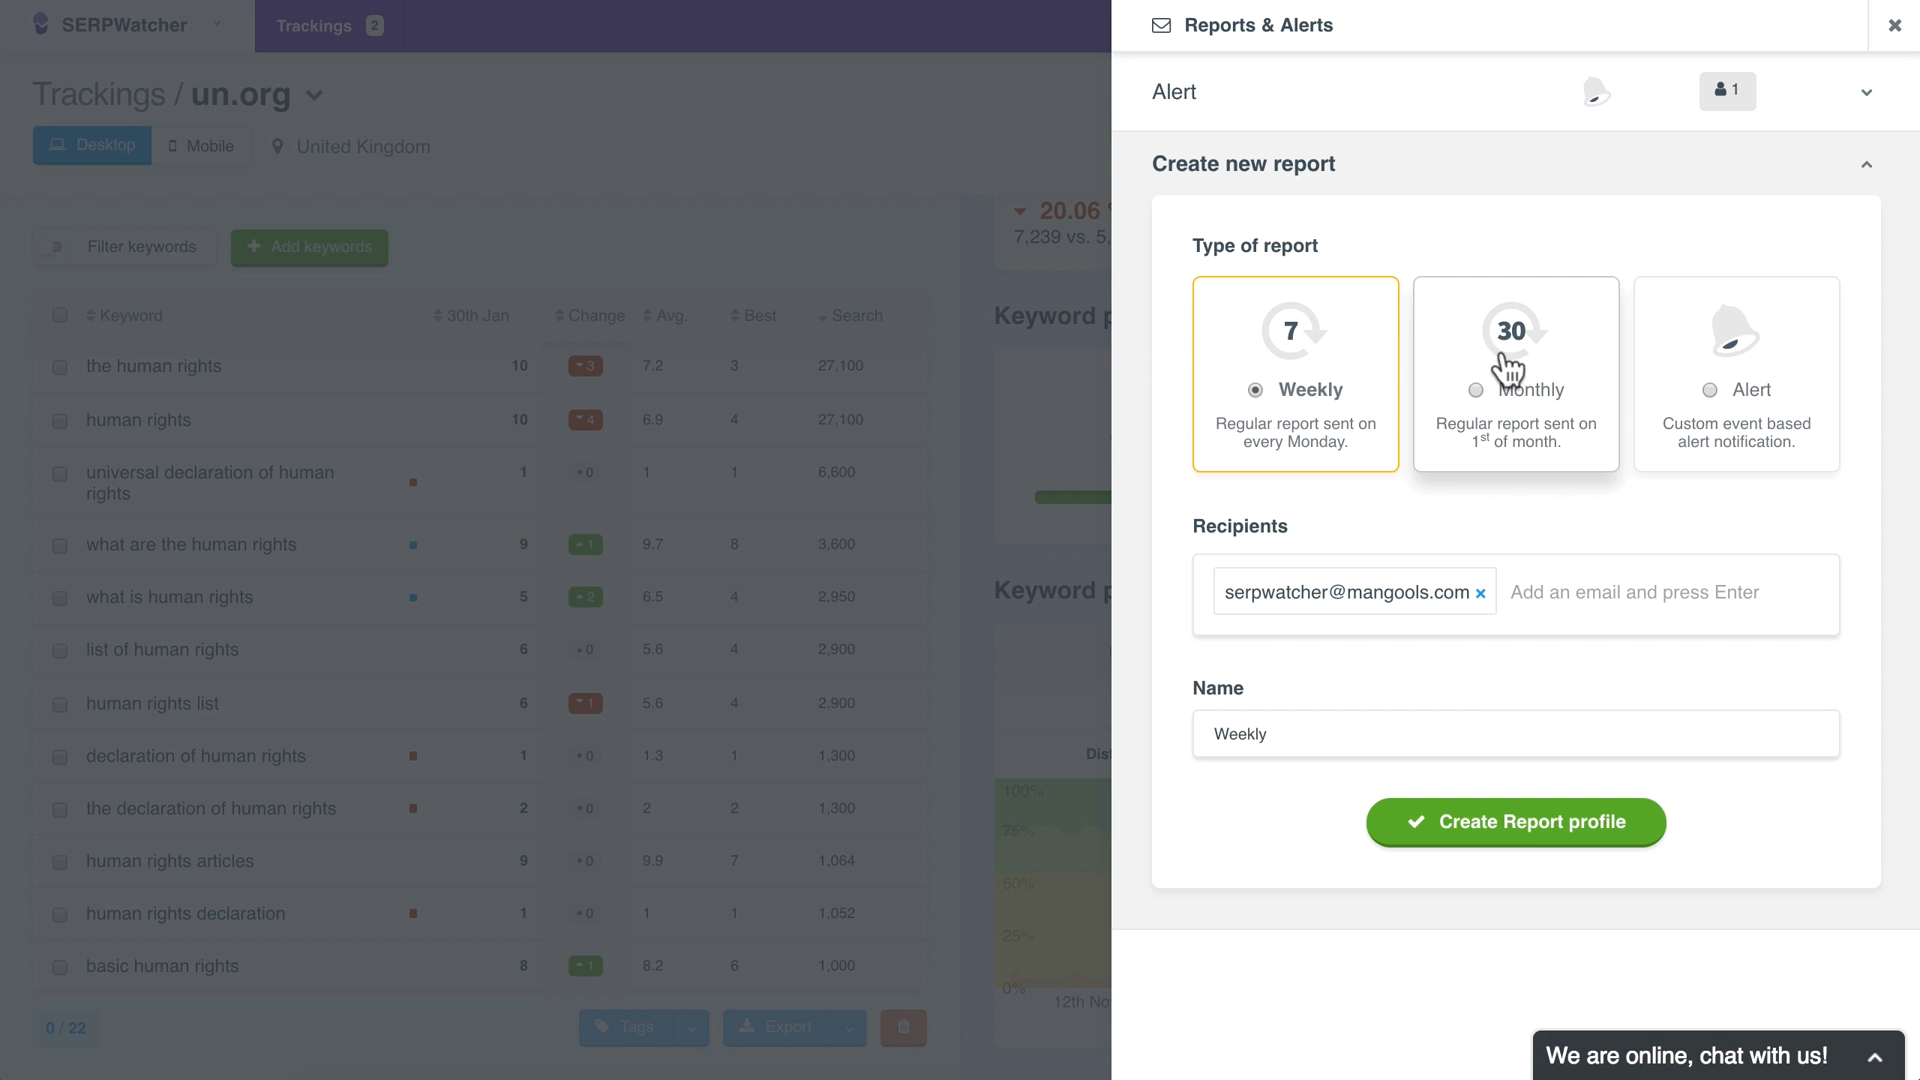 SERPWatcher
Trackings 2
Reports & Alerts
Trackings / un.org
Desktop
Mobile
United Kingdom
Alert
1
Create new report
Filter keywords
Add keywords
20.06
7,239 vs. 5,
Type of report
7
Weekly
Regular report sent on
every Monday.
30
Monthly
Regular report sent on
1st of month.
Alert
Custom event based
alert notification.
Recipients
serpwatcher@mangools.com ×
Add an email and press Enter
Name
Weekly
Create Report profile
Keyword 30th Jan Change Avg. Best Search
the human rights 10 3 7.2 3 27,100
human rights 10 4 6.9 4 27,100
universal declaration of human
rights 1 0 1 1 6,600
what are the human rights 9 1 9.7 8 3,600
what is human rights 5 2 6.5 4 2,950
list of human rights 6 0 5.6 4 2,900
human rights list 6 1 5.6 4 2,900
declaration of human rights 1 0 1.3 1 1,300
the declaration of human rights 2 0 2 2 1,300
human rights articles 9 0 9.9 7 1,064
human rights declaration 1 0 1 1 1,052
basic human rights 8 1 8.2 6 1,000
0 / 22
Tags
Export
Keyword p
Keyword p
Dis
100%
75%
50%
25%
0%
12th No
We are online, chat with us!